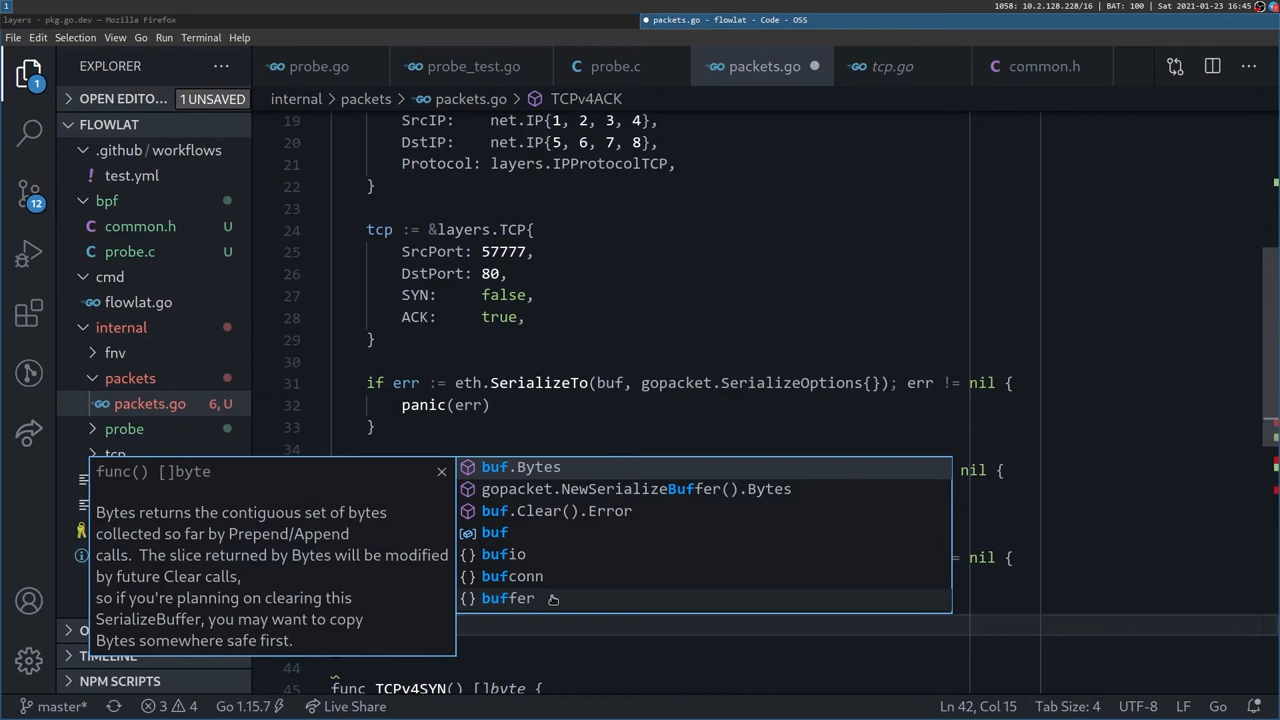 1
1058: 10.2.128.228/16 | BAT: 100 | Sat 2021-01-23 16:45
layers - pkg.go.dev — Mozilla Firefox
packets.go - flowlat - Code - OSS
File Edit Selection View Go Run Terminal Help
EXPLORER
probe.go
probe_test.go
probe.c
packets.go
tcp.go
common.h
OPEN EDITO... 1 UNSAVED
internal > packets > packets.go > TCPv4ACK
FLOWLAT
.github / workflows
test.yml
bpf
common.h U
probe.c U
cmd
flowlat.go
internal
fnv
packets
packets.go 6, U
probe
tcp
TIMELINE
NPM SCRIPTS
1
12
19 SrcIP: net.IP{1, 2, 3, 4},
20 DstIP: net.IP{5, 6, 7, 8},
21 Protocol: layers.IPProtocolTCP,
22 }
23
24 tcp := &layers.TCP{
25 SrcPort: 57777,
26 DstPort: 80,
27 SYN: false,
28 ACK: true,
29 }
30
31 if err := eth.SerializeTo(buf, gopacket.SerializeOptions{}); err != nil {
32 panic(err)
33 }
34
nil {
= nil {
44
45 func TCPv4SYN() []byte {
func() []byte
Bytes returns the contiguous set of bytes
collected so far by Prepend/Append
calls. The slice returned by Bytes will be modified
by future Clear calls,
so if you're planning on clearing this
SerializeBuffer, you may want to copy
Bytes somewhere safe first.
buf.Bytes
gopacket.NewSerializeBuffer().Bytes
buf.Clear().Error
buf
bufio
bufconn
buffer
master* 3 4 Go 1.15.7 Live Share
Ln 42, Col 15 Tab Size: 4 UTF-8 LF Go